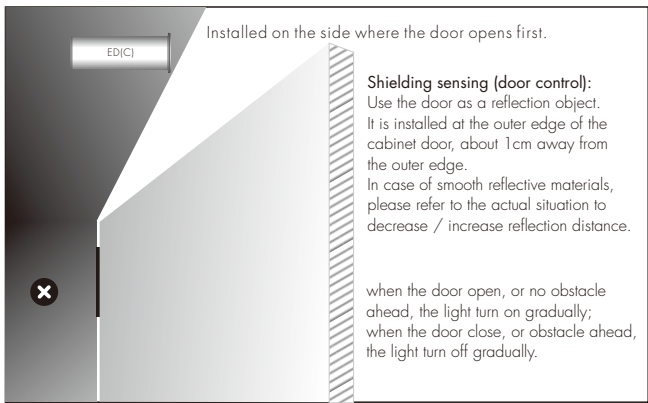 Installed on the side where the door opens first.
ED(C)
Shielding sensing (door control):
Use the door as a reflection object.
It is installed at the outer edge of the
cabinet door, about 1cm away from
the outer edge.
In case of smooth reflective materials,
please refer to the actual situation to
decrease / increase reflection distance.
when the door open, or no obstacle
ahead, the light turn on gradually;
when the door close, or obstacle ahead,
the light turn off gradually.